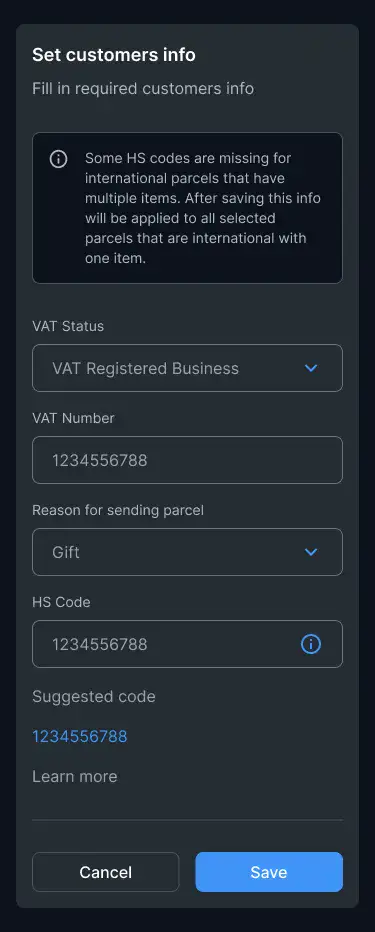 Set customers info
Fill in required customers info
Some HS codes are missing for
international parcels that have
multiple items. After saving this info
will be applied to all selected
parcels that are international with
one item.
VAT Status
VAT Registered Business
VAT Number
1234556788
Reason for sending parcel
Gift
HS Code
1234556788
Suggested code
1234556788
Learn more
Cancel
Save